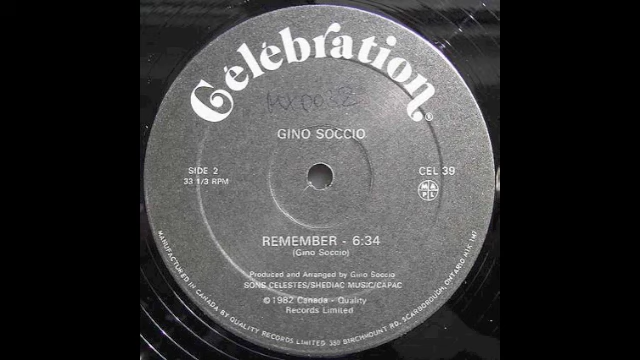 Celebration®
GINO SOCCIO
SIDE 2
33 1/3 RPM
CEL 39
M A
P L
REMEMBER - 6:34
(Gino Soccio)
Produced and Arranged by Gino Soccio
SONS CELESTES/SHEDIAC MUSIC/CAPAC
©1982 Canada - Quality
Records Limited
MANUFACTURED IN CANADA BY QUALITY RECORDS LIMITED 380 BIRCHMOUNT RD, SCARBOROUGH, ONTARIO M1K 1M7